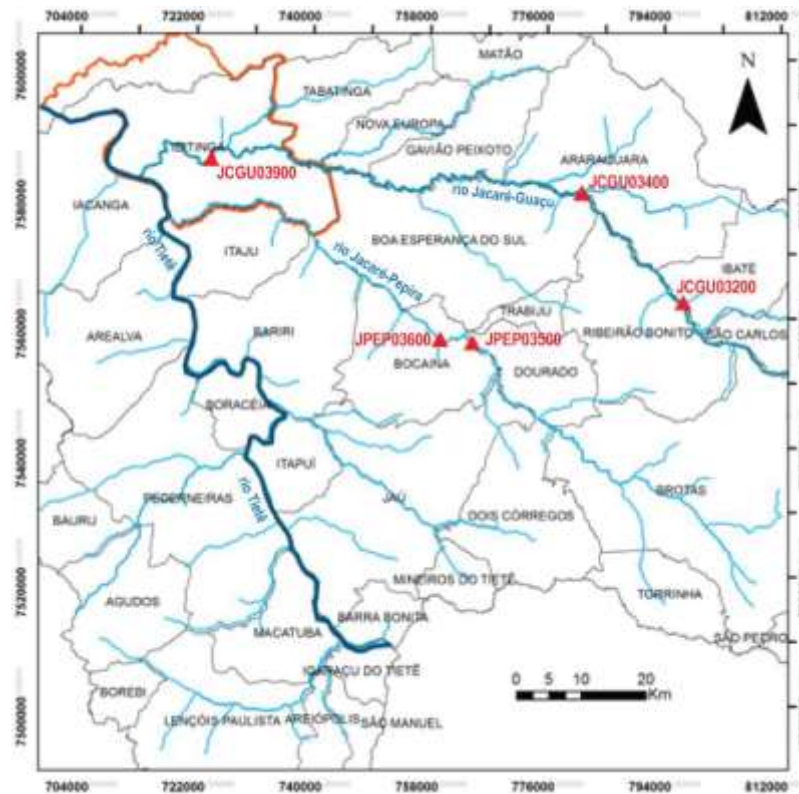 704000 722000 740000 758000 776000 794000 812000
7600000
7580000
7560000
7540000
7520000
7500000
N
MATÃO
TABATINGA
NOVA EUROPA
GAVIÃO PEIXOTO
IBITINGA
ARARAQUARA
JCGU03900
JCGU03400
rio Jacaré-Guaçu
IACANGA
rio Tietê
ITAJU
BOA ESPERANÇA DO SUL
rio Jacaré-Pepira
IBATÉ
JCGU03200
TRABIJU
AREALVA
BARIRI
JPEP03600
JPEP03500
RIBEIRÃO BONITO
SÃO CARLOS
BOCAINA
DOURADO
BORACÉIA
ITAPUÍ
rio Tietê
PEDERNEIRAS
JAÚ
BROTAS
BAURU
DOIS CÓRREGOS
MINEIROS DO TIETÊ
AGUDOS
TORRINHA
BARRA BONITA
MACATUBA
SÃO PEDRO
IGARAÇU DO TIETÊ
BOREBI
0 5 10 20
Km
LENÇÓIS PAULISTA
AREIÓPOLIS
SÃO MANUEL
704000 722000 740000 758000 776000 794000 812000